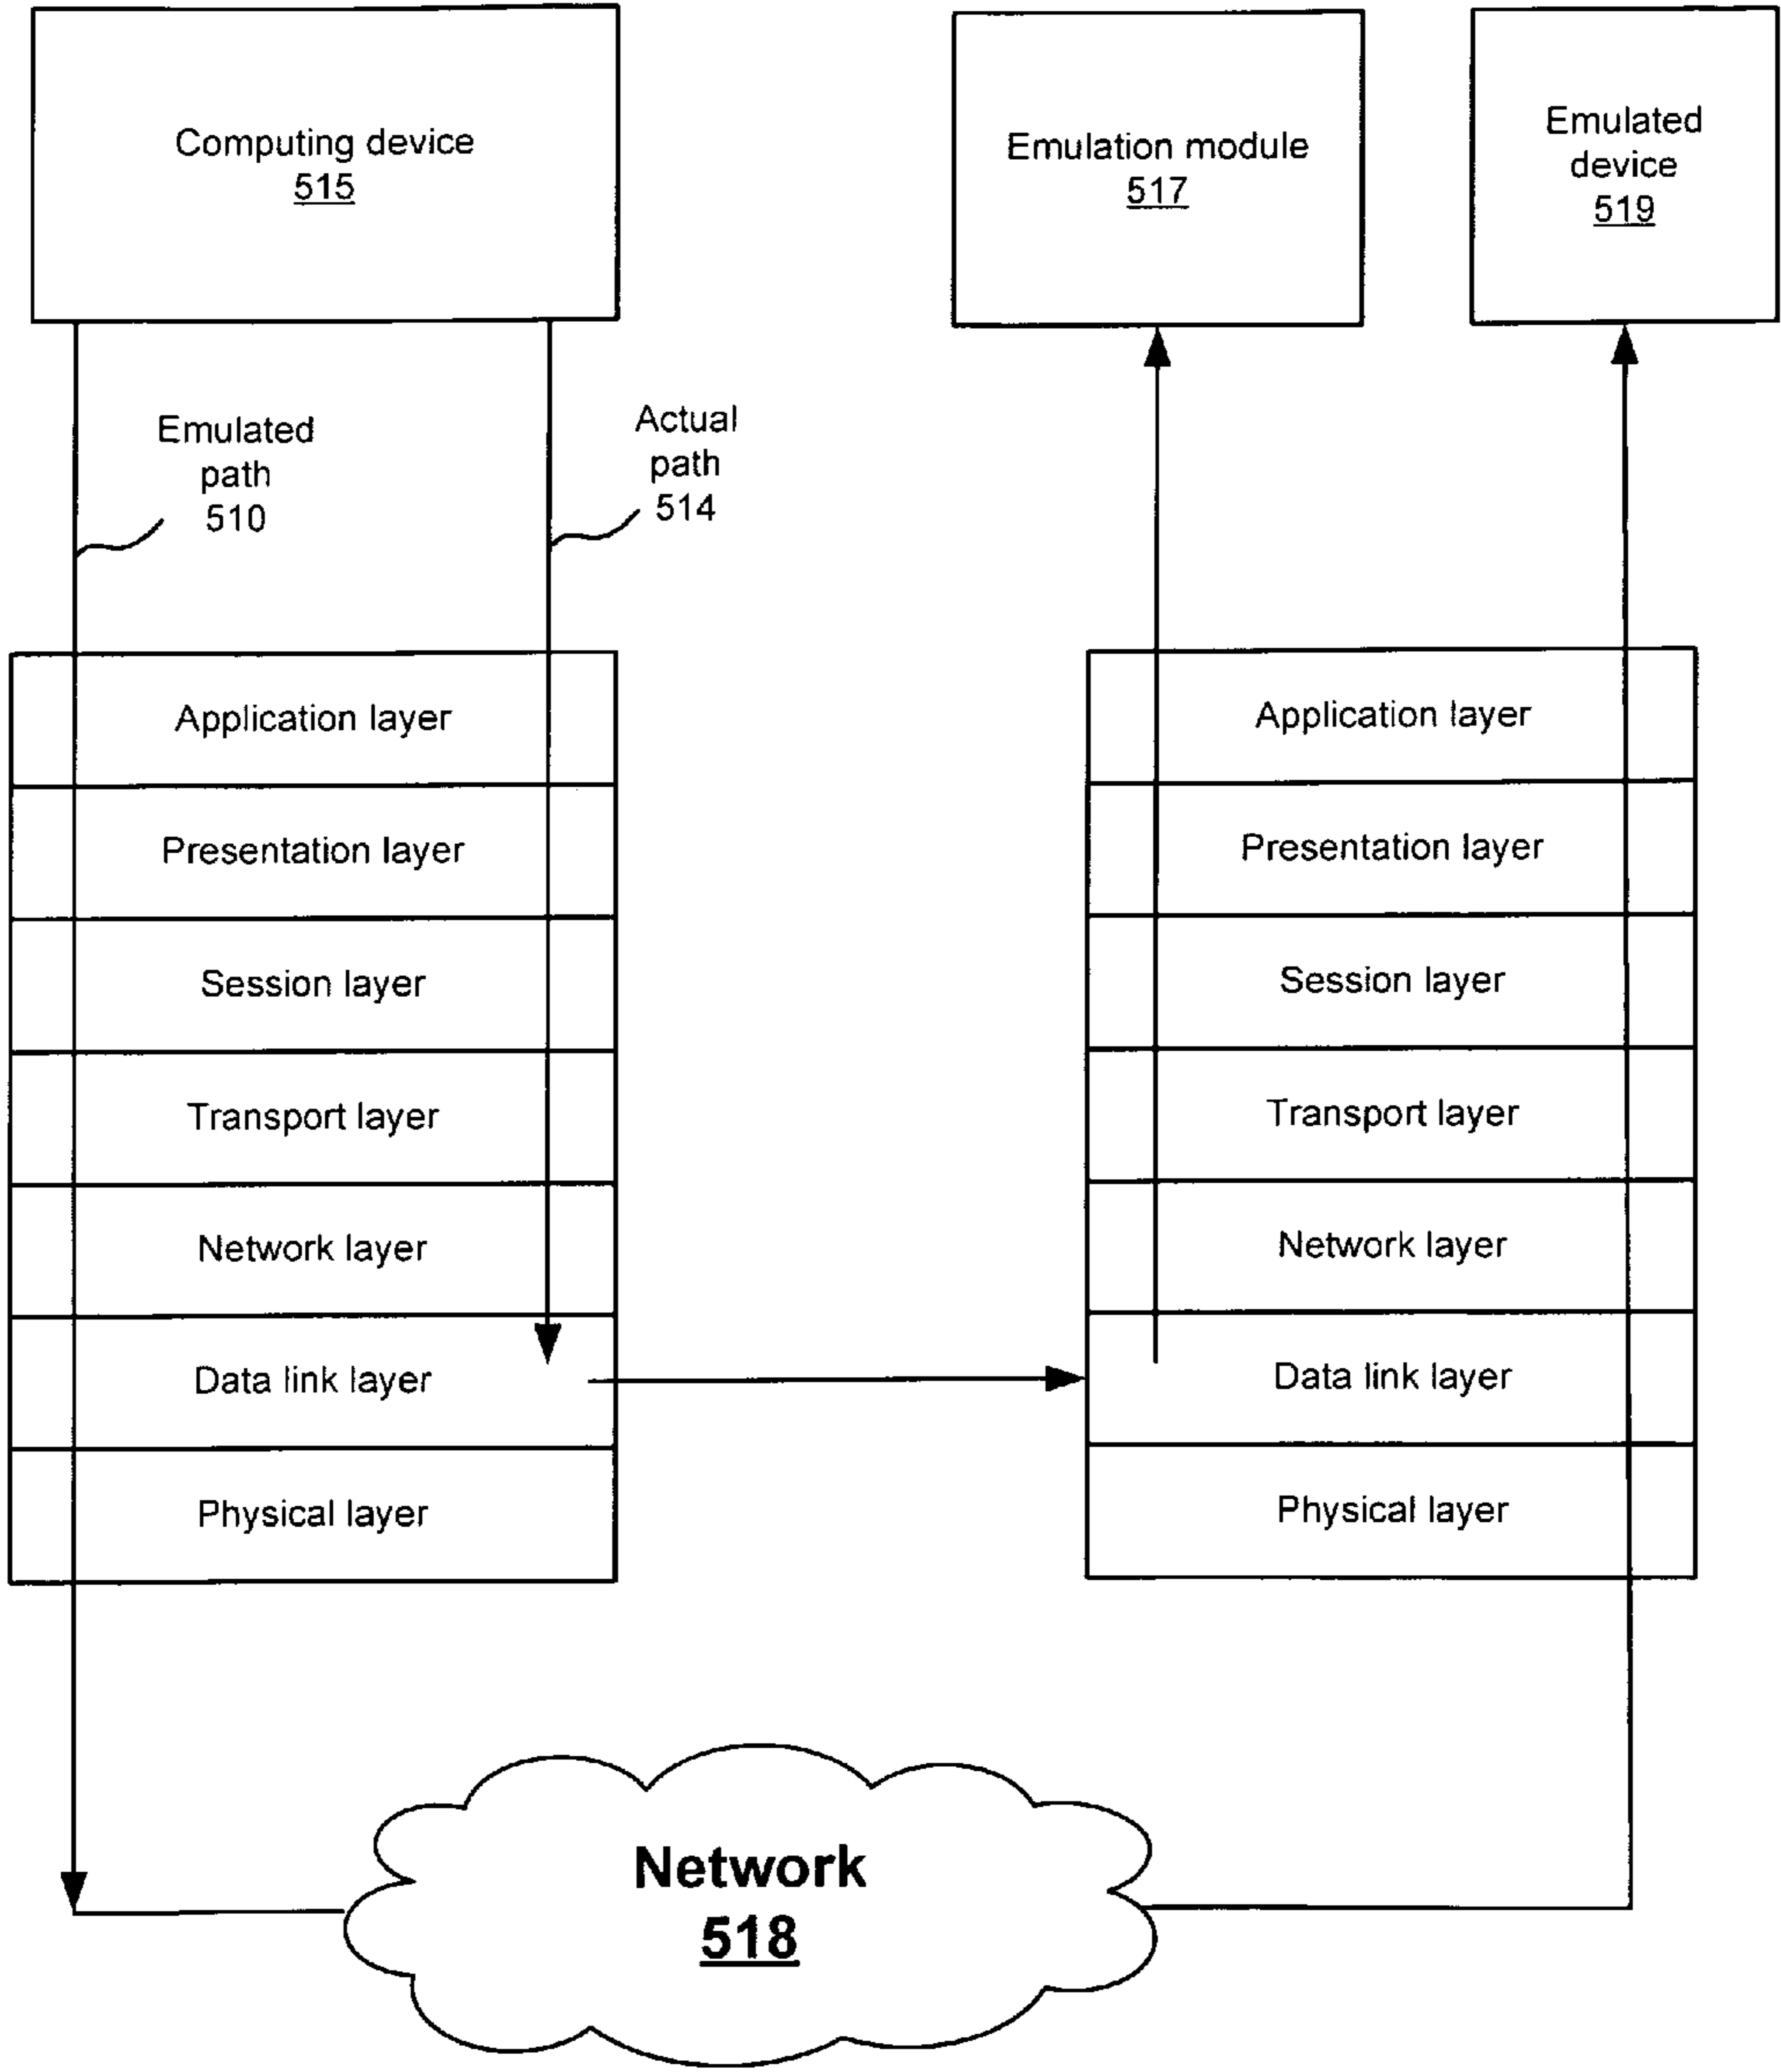 Computing device
515
Emulation module
517
Emulated
device
519
Emulated
path
510
Actual
path
514
Application layer
Presentation layer
Session layer
Transport layer
Network layer
Data link layer
Physical layer
Application layer
Presentation layer
Session layer
Transport layer
Network layer
Data link layer
Physical layer
Network
518